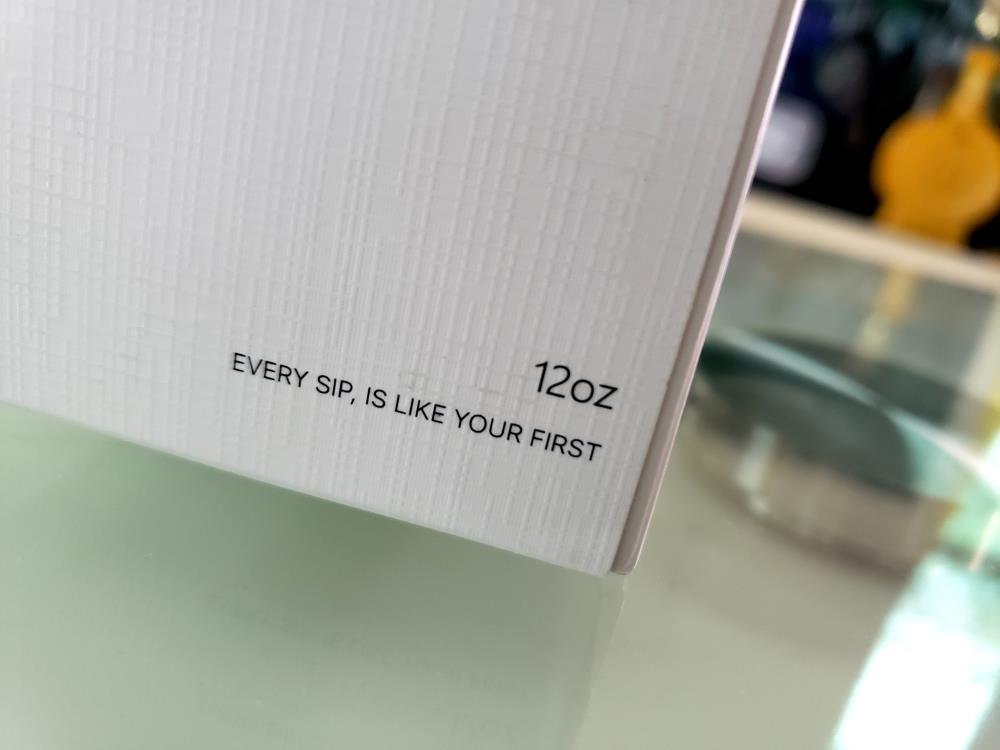 12oz
EVERY SIP, IS LIKE YOUR FIRST